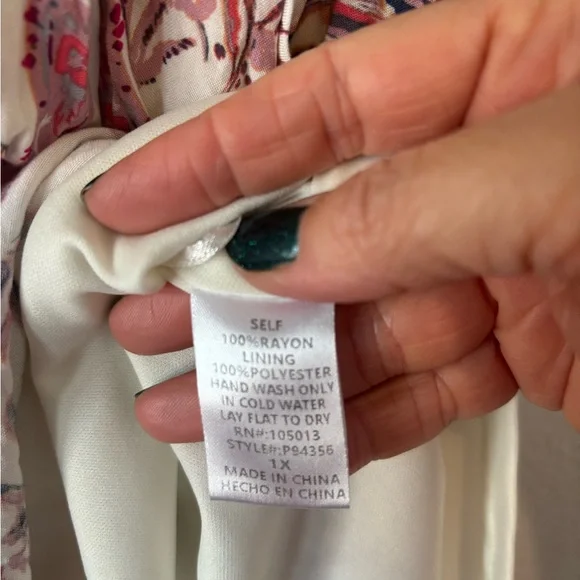 SELF
100%RAYON
LINING
100%POLYESTER
HAND WASH ONLY
IN COLD WATER
LAY FLAT TO DRY
RN#:105013
STYLE#:P94356
1X
MADE IN CHINA
HECHO EN CHINA